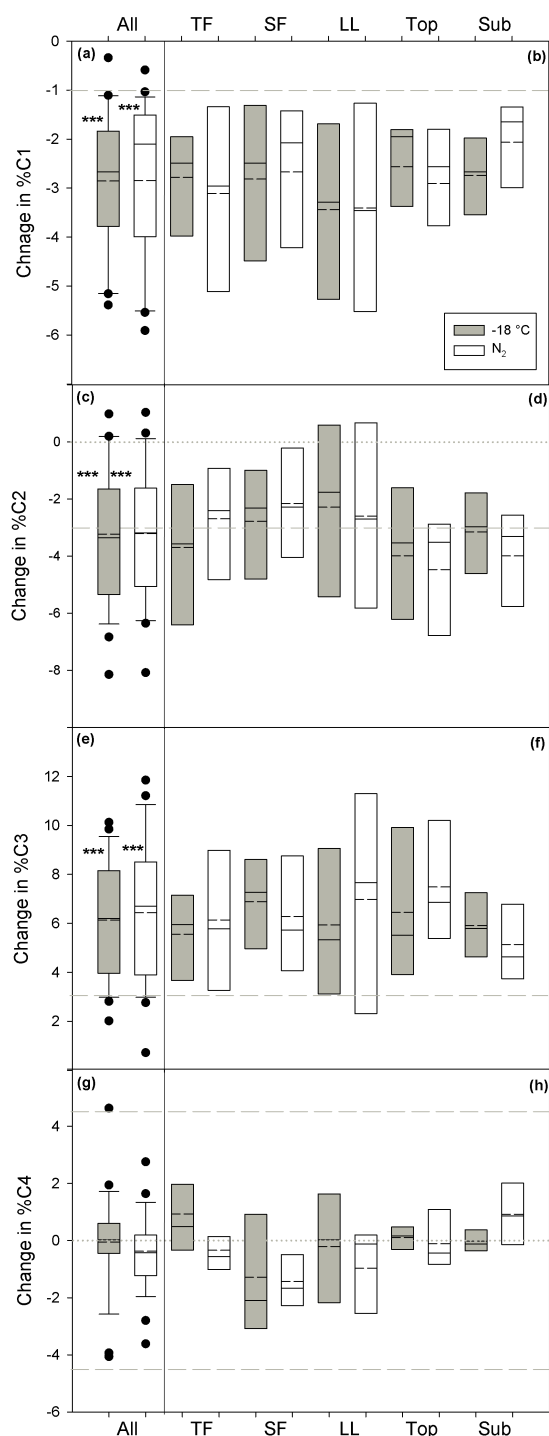 All TF SF LL Top Sub
(a) (b)
0
-1
-2
-3
-4
-5
-6
Chnage in %C1
*** ***
-18 °C
N₂
(c) (d)
0
-2
-4
-6
-8
Change in %C2
*** ***
(e) (f)
12
10
8
6
4
2
Change in %C3
*** ***
(g) (h)
4
2
0
-2
-4
-6
Change in %C4
All TF SF LL Top Sub